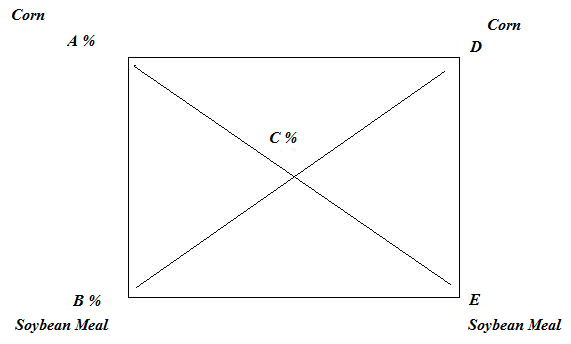 Corn
Corn
A %
D
C %
B %
E
Soybean Meal
Soybean Meal